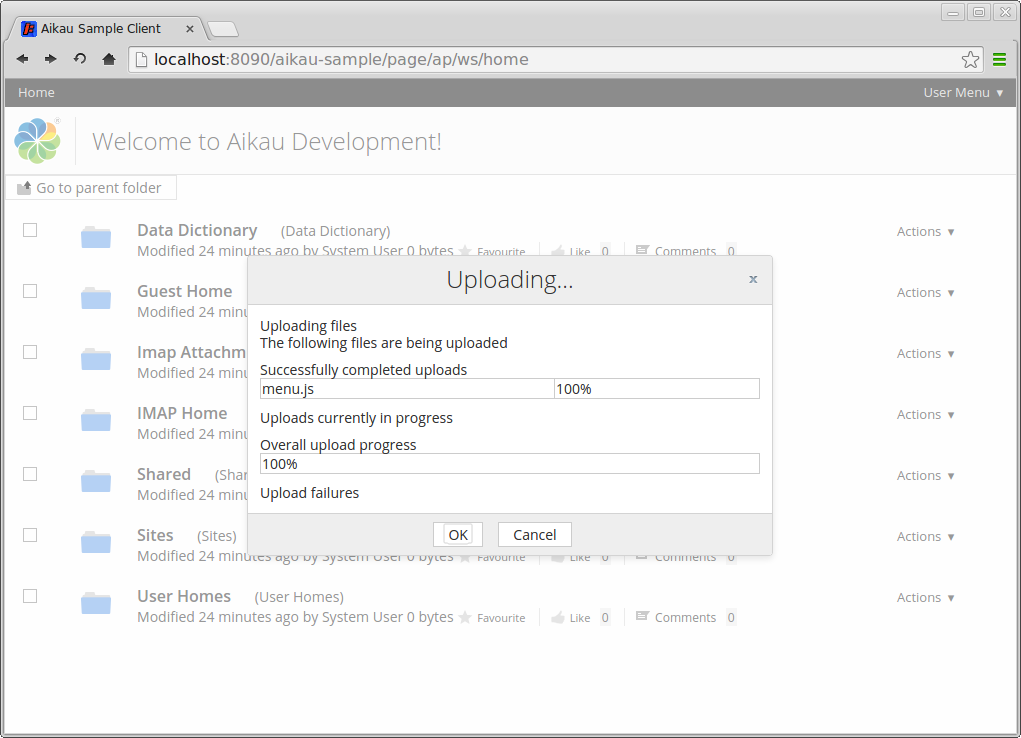 Aikau Sample Client
localhost:8090/aikau-sample/page/ap/ws/home
Home User Menu
Welcome to Aikau Development!
Go to parent folder
Data Dictionary (Data Dictionary) Actions
Modified 24 minutes ago by System User 0 bytes Favourite Like 0 Comments 0
Guest Home Actions
Modified 24 minu
Imap Attachm Actions
Modified 24 minu
IMAP Home Actions
Modified 24 minu
Shared (Shar Actions
Modified 24 minu
Sites (Sites) Actions
Modified 24 minutes ago by System User 0 bytes Favourite Like 0 Comments 0
User Homes (User Homes) Actions
Modified 24 minutes ago by System User 0 bytes Favourite Like 0 Comments 0
Uploading... x
Uploading files
The following files are being uploaded
Successfully completed uploads
menu.js 100%
Uploads currently in progress
Overall upload progress
100%
Upload failures
OK Cancel